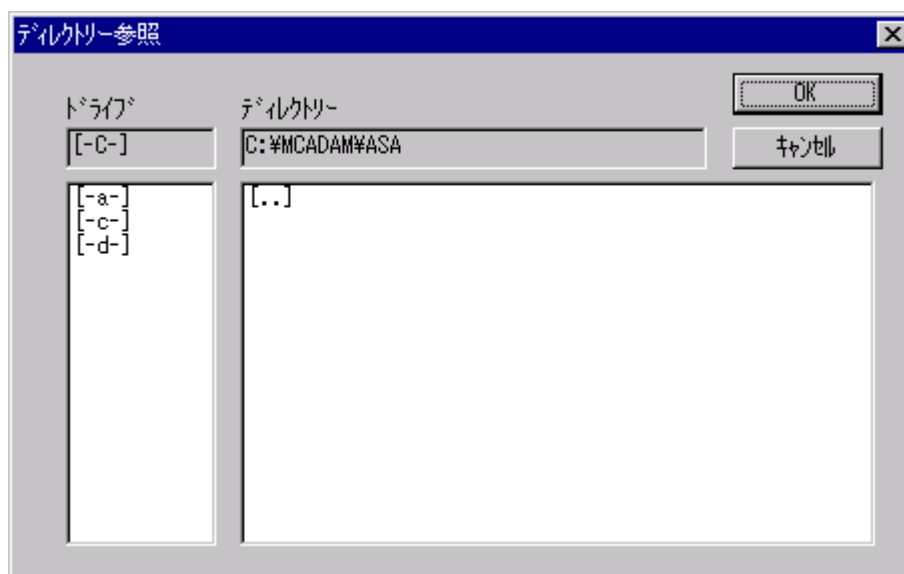 ﾃﾞｨﾚｸﾄﾘｰ参照
ﾄﾞﾗｲﾌﾞ
ﾃﾞｨﾚｸﾄﾘｰ
OK
[-C-]
C:¥MCADAM¥ASA
ｷｬﾝｾﾙ
[-a-]
[-c-]
[-d-]
[..]